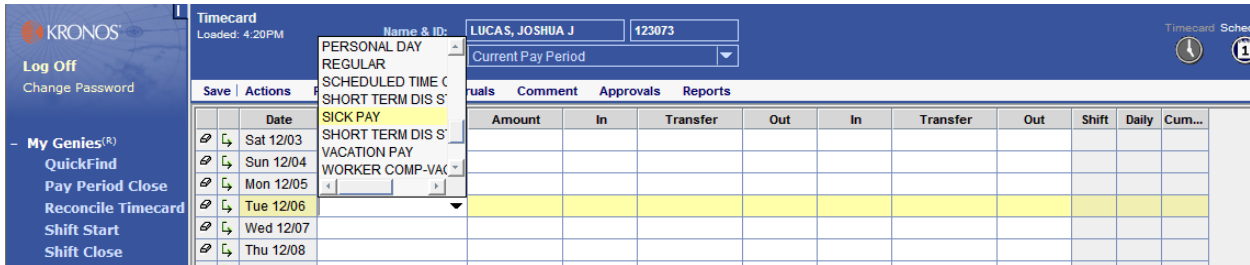 KRONOS
Log Off
Change Password
My Genies(R)
QuickFind
Pay Period Close
Reconcile Timecard
Shift Start
Shift Close
Timecard
Loaded: 4:20PM
Name & ID: LUCAS, JOSHUA J 123073
Current Pay Period
Timecard
PERSONAL DAY
REGULAR
SCHEDULED TIME
SHORT TERM DIS
SICK PAY
SHORT TERM DIS
VACATION PAY
WORKER COMP-VAC
Save Actions Comment Approvals Reports
Date Amount In Transfer Out In Transfer Out Shift Daily Cum...
Sat 12/03
Sun 12/04
Mon 12/05
Tue 12/06
Wed 12/07
Thu 12/08